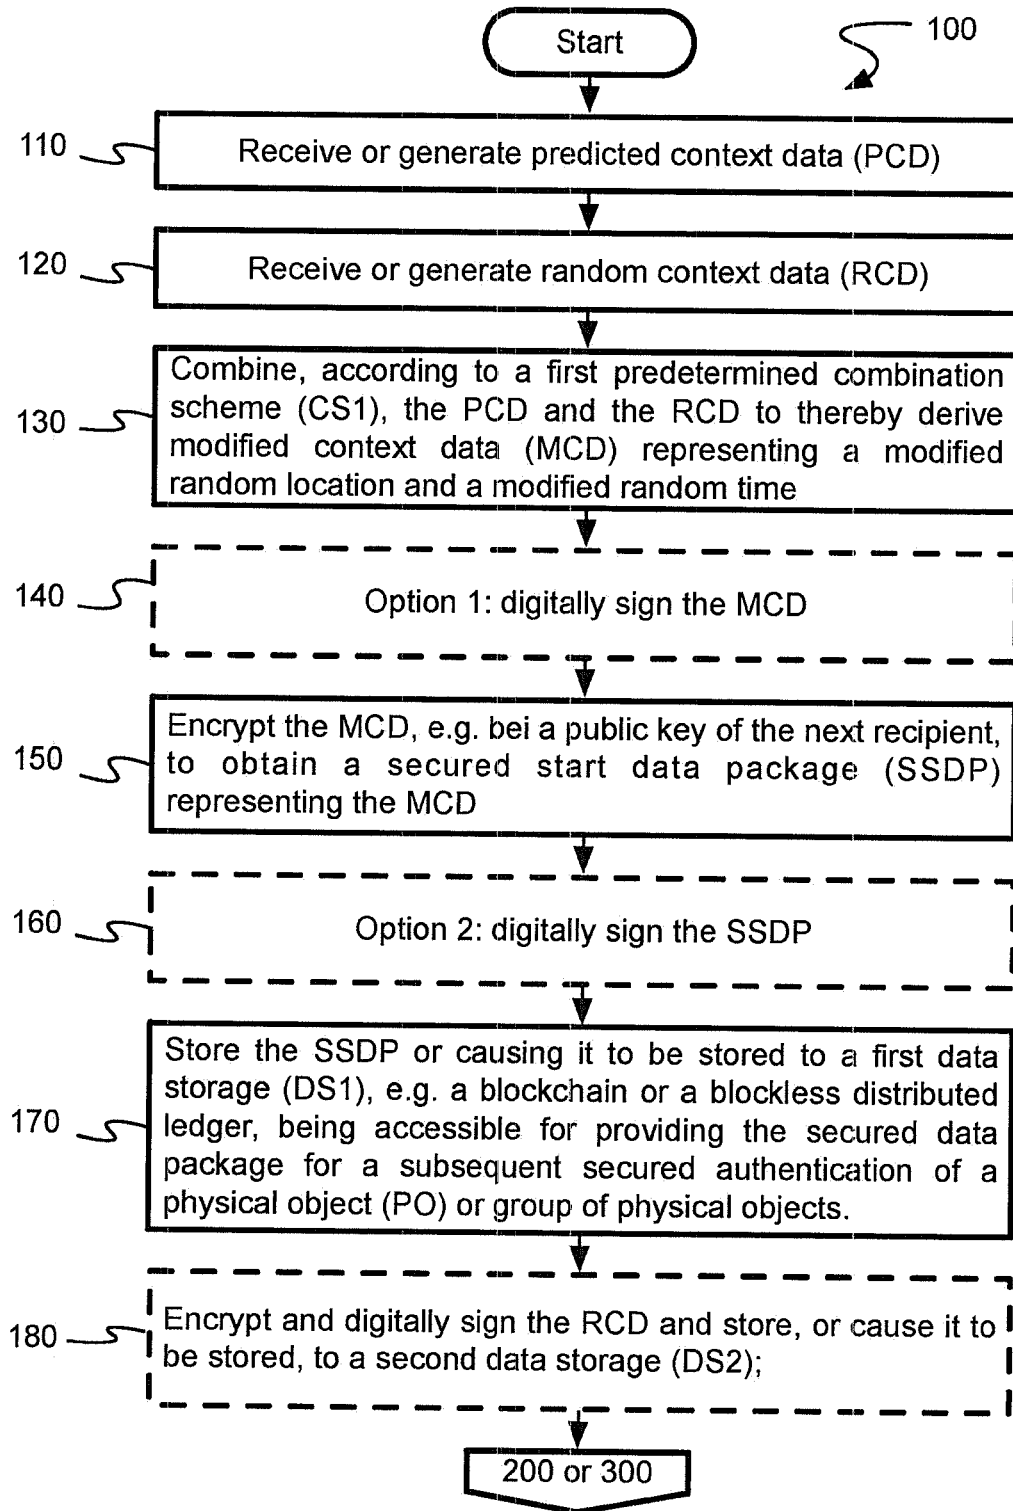 Start
100
110
Receive or generate predicted context data (PCD)
120
Receive or generate random context data (RCD)
130
Combine, according to a first predetermined combination
scheme (CS1), the PCD and the RCD to thereby derive
modified context data (MCD) representing a modified
random location and a modified random time
140
Option 1: digitally sign the MCD
150
Encrypt the MCD, e.g. bei a public key of the next recipient,
to obtain a secured start data package (SSDP)
representing the MCD
160
Option 2: digitally sign the SSDP
170
Store the SSDP or causing it to be stored to a first data
storage (DS1), e.g. a blockchain or a blockless distributed
ledger, being accessible for providing the secured data
package for a subsequent secured authentication of a
physical object (PO) or group of physical objects.
180
Encrypt and digitally sign the RCD and store, or cause it to
be stored, to a second data storage (DS2);
200 or 300